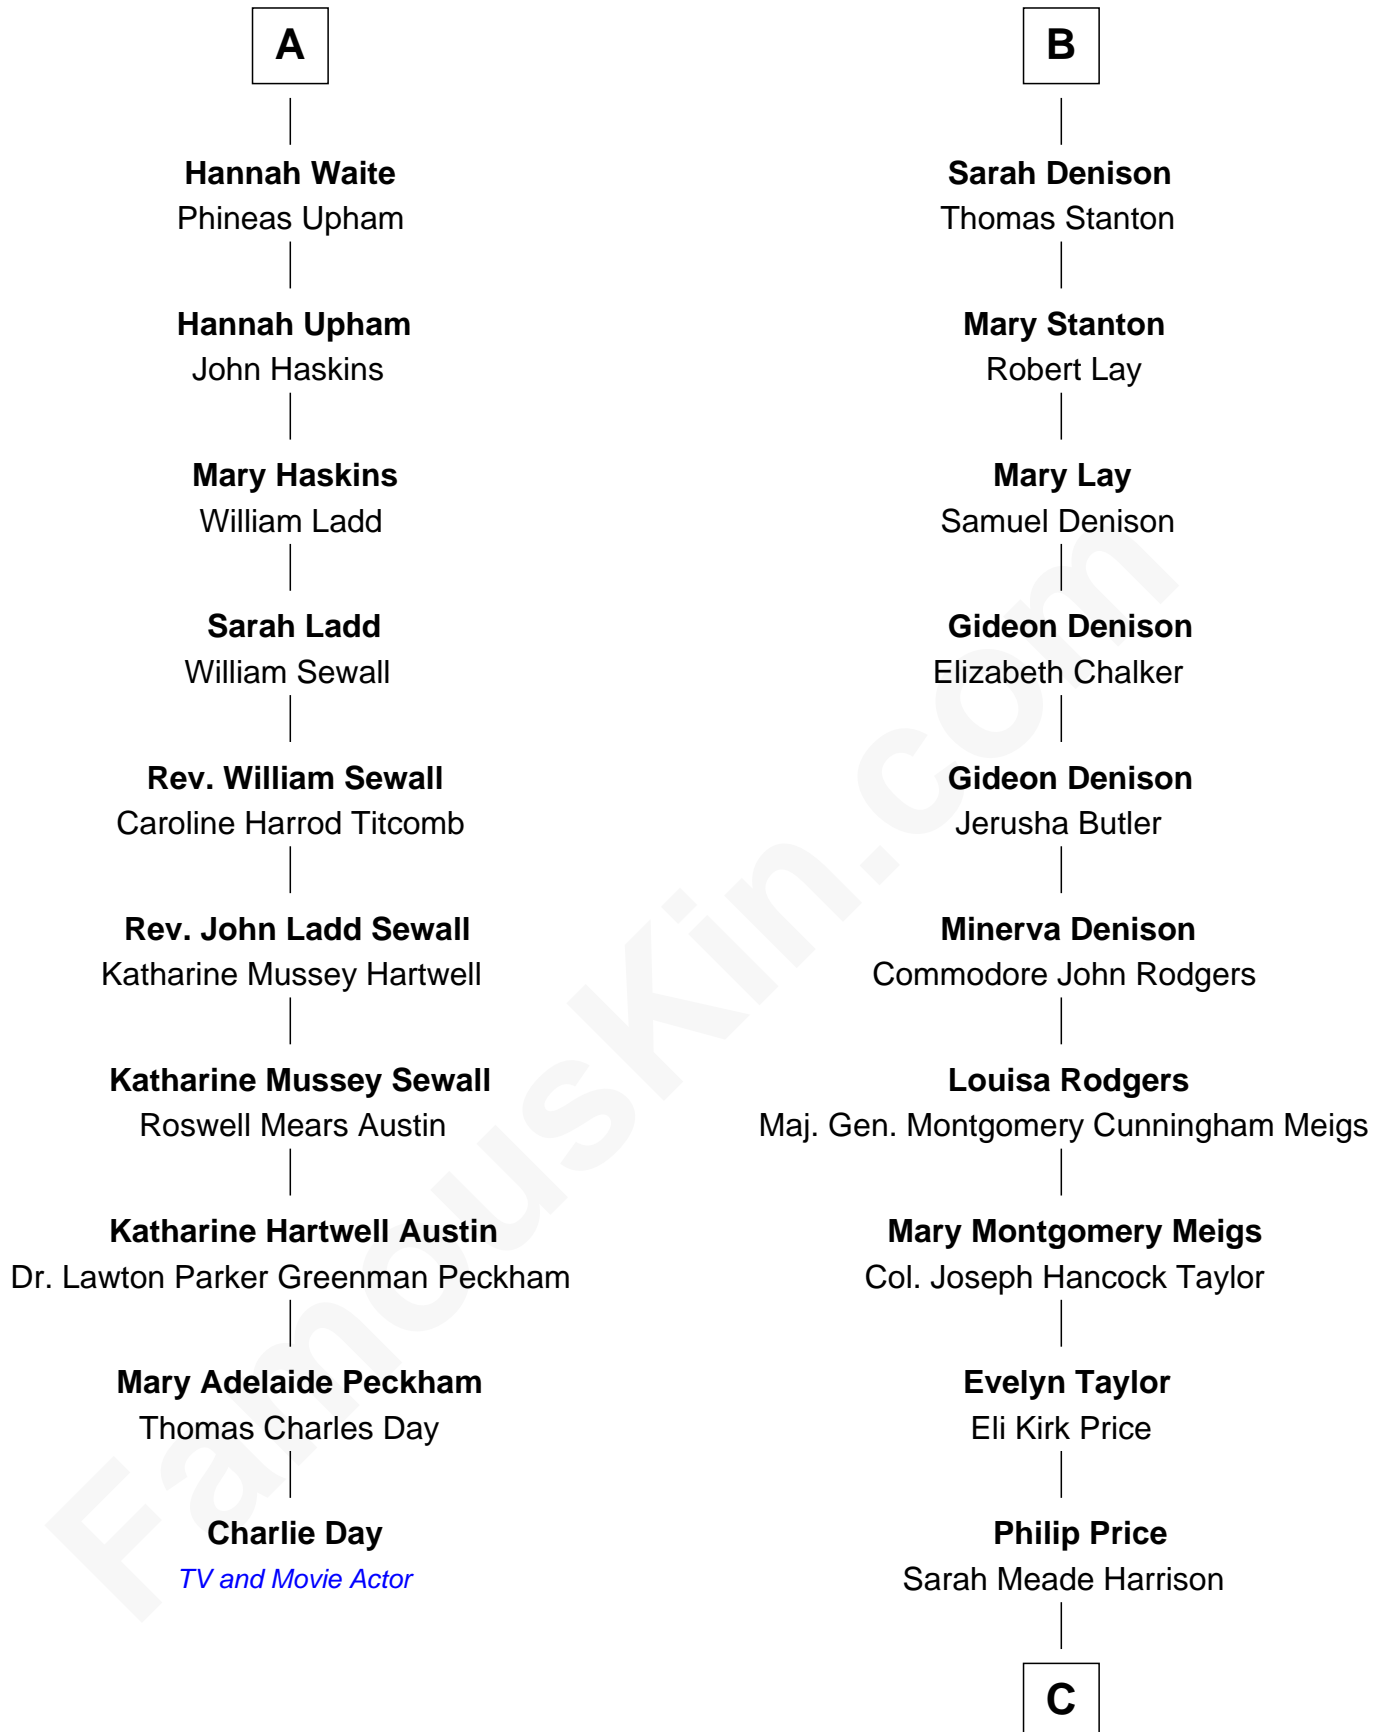 A
Hannah Waite
Phineas Upham
Hannah Upham
John Haskins
Mary Haskins
William Ladd
Sarah Ladd
William Sewall
Rev. William Sewall
Caroline Harrod Titcomb
Rev. John Ladd Sewall
Katharine Mussey Hartwell
Katharine Mussey Sewall
Roswell Mears Austin
Katharine Hartwell Austin
Dr. Lawton Parker Greenman Peckham
Mary Adelaide Peckham
Thomas Charles Day
Charlie Day
TV and Movie Actor
B
Sarah Denison
Thomas Stanton
Mary Stanton
Robert Lay
Mary Lay
Samuel Denison
Gideon Denison
Elizabeth Chalker
Gideon Denison
Jerusha Butler
Minerva Denison
Commodore John Rodgers
Louisa Rodgers
Maj. Gen. Montgomery Cunningham Meigs
Mary Montgomery Meigs
Col. Joseph Hancock Taylor
Evelyn Taylor
Eli Kirk Price
Philip Price
Sarah Meade Harrison
C
FamousKin.com